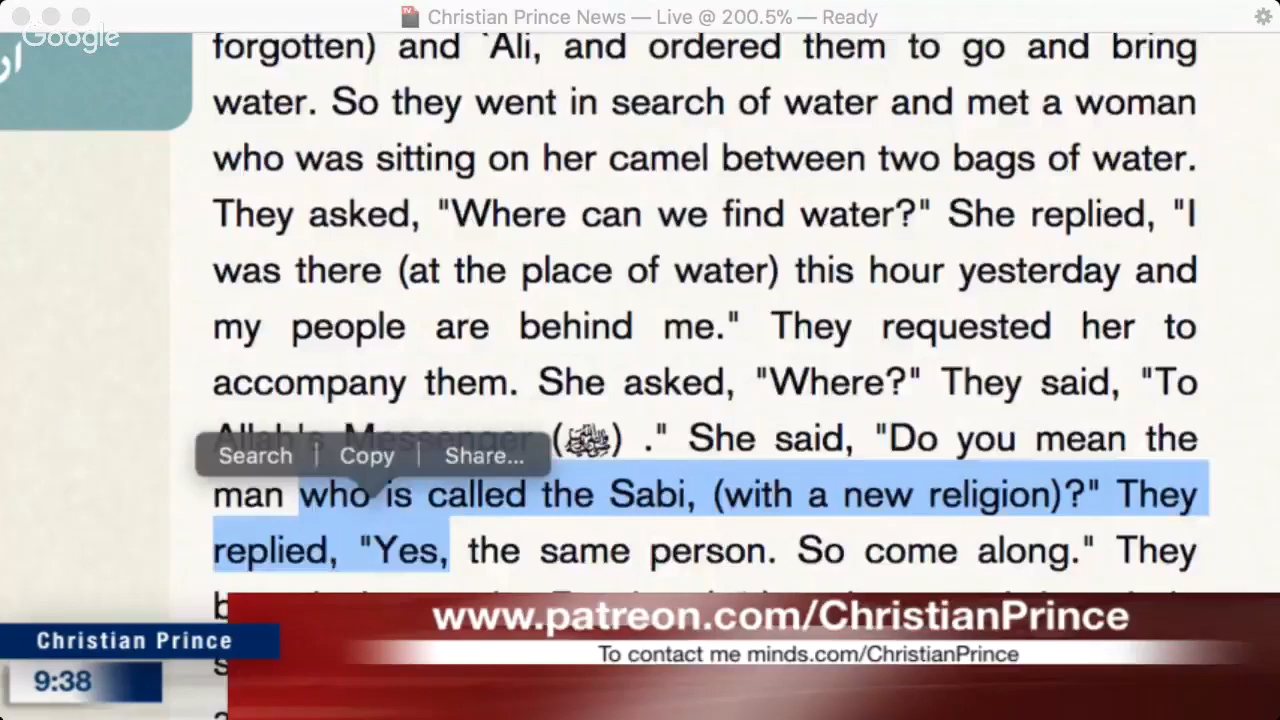 Christian Prince News — Live @ 200.5% — Ready
Google
forgotten) and `Ali, and ordered them to go and bring
water. So they went in search of water and met a woman
who was sitting on her camel between two bags of water.
They asked, "Where can we find water?" She replied, "I
was there (at the place of water) this hour yesterday and
my people are behind me." They requested her to
accompany them. She asked, "Where?" They said, "To
Allah's Messenger (ﷺ) ." She said, "Do you mean the
Search Copy Share...
man who is called the Sabi, (with a new religion)?" They
replied, "Yes, the same person. So come along." They
www.patreon.com/ChristianPrince
Christian Prince
To contact me minds.com/ChristianPrince
9:38